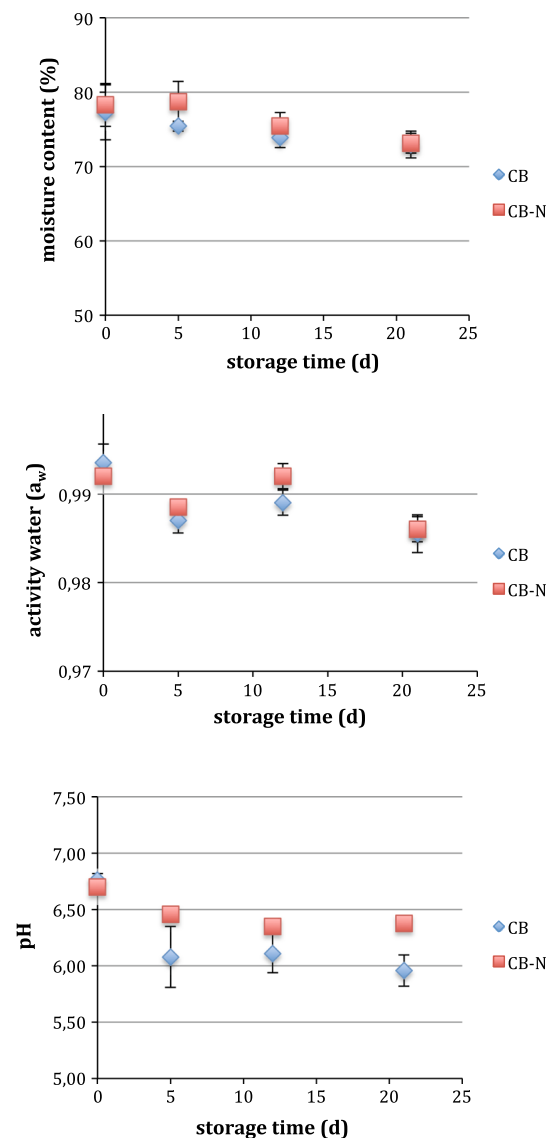 90
80
70
60
50
moisture content (%)
0 5 10 15 20 25
storage time (d)
CB
CB-N
0,99
0,98
0,97
activity water (aw)
0 5 10 15 20 25
storage time (d)
CB
CB-N
7,50
7,00
6,50
6,00
5,50
5,00
pH
0 5 10 15 20 25
storage time (d)
CB
CB-N